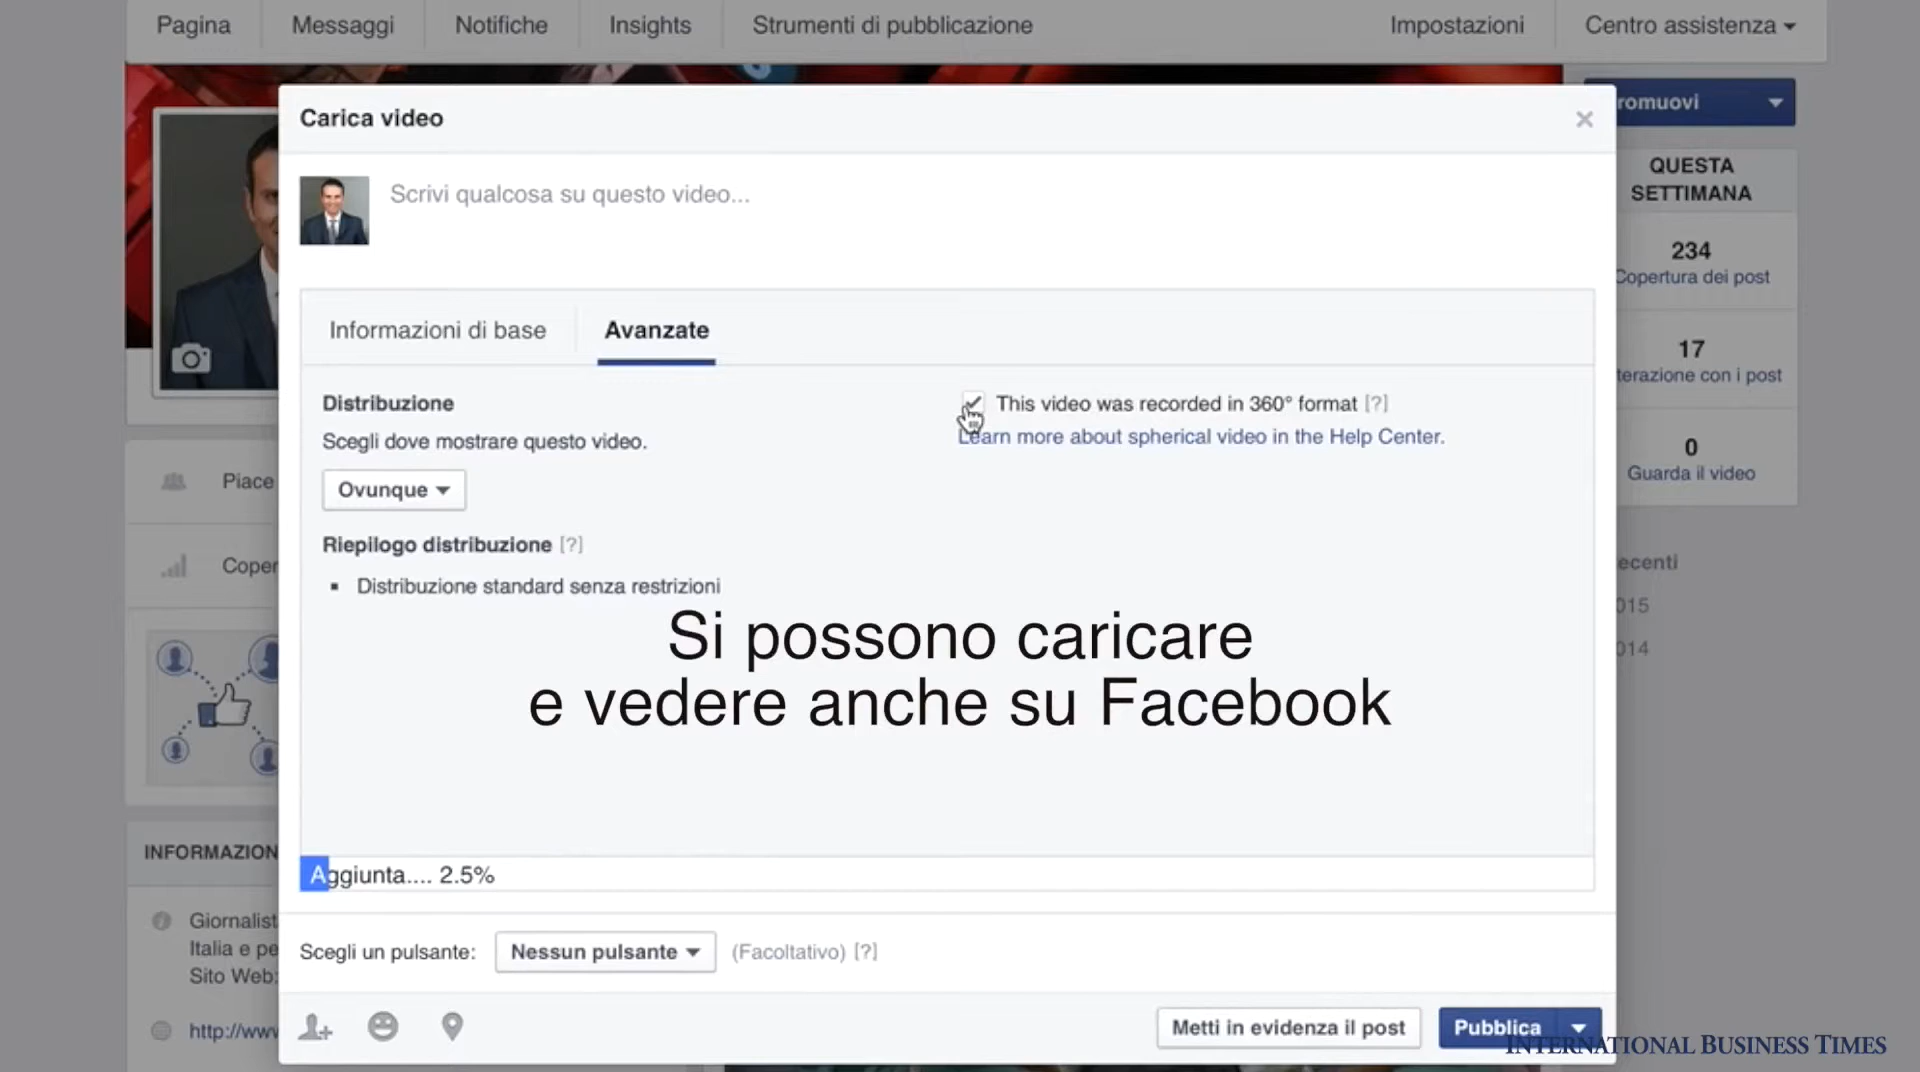 Pagina
Messaggi
Notifiche
Insights
Strumenti di pubblicazione
Impostazioni
Centro assistenza
Carica video
romuovi
Scrivi qualcosa su questo video...
QUESTA
SETTIMANA
234
Copertura dei post
17
terazione con i post
0
Guarda il video
Informazioni di base
Avanzate
Distribuzione
Scegli dove mostrare questo video.
Ovunque
Riepilogo distribuzione [?]
Distribuzione standard senza restrizioni
This video was recorded in 360° format [?]
Learn more about spherical video in the Help Center.
Piace
Coper
ecenti
015
014
Si possono caricare
e vedere anche su Facebook
INFORMAZION
Aggiunta.... 2.5%
Giornalist
Italia e pe
Sito Web:
http://www
Scegli un pulsante:
Nessun pulsante
(Facoltativo) [?]
Metti in evidenza il post
Pubblica
INTERNATIONAL BUSINESS TIMES